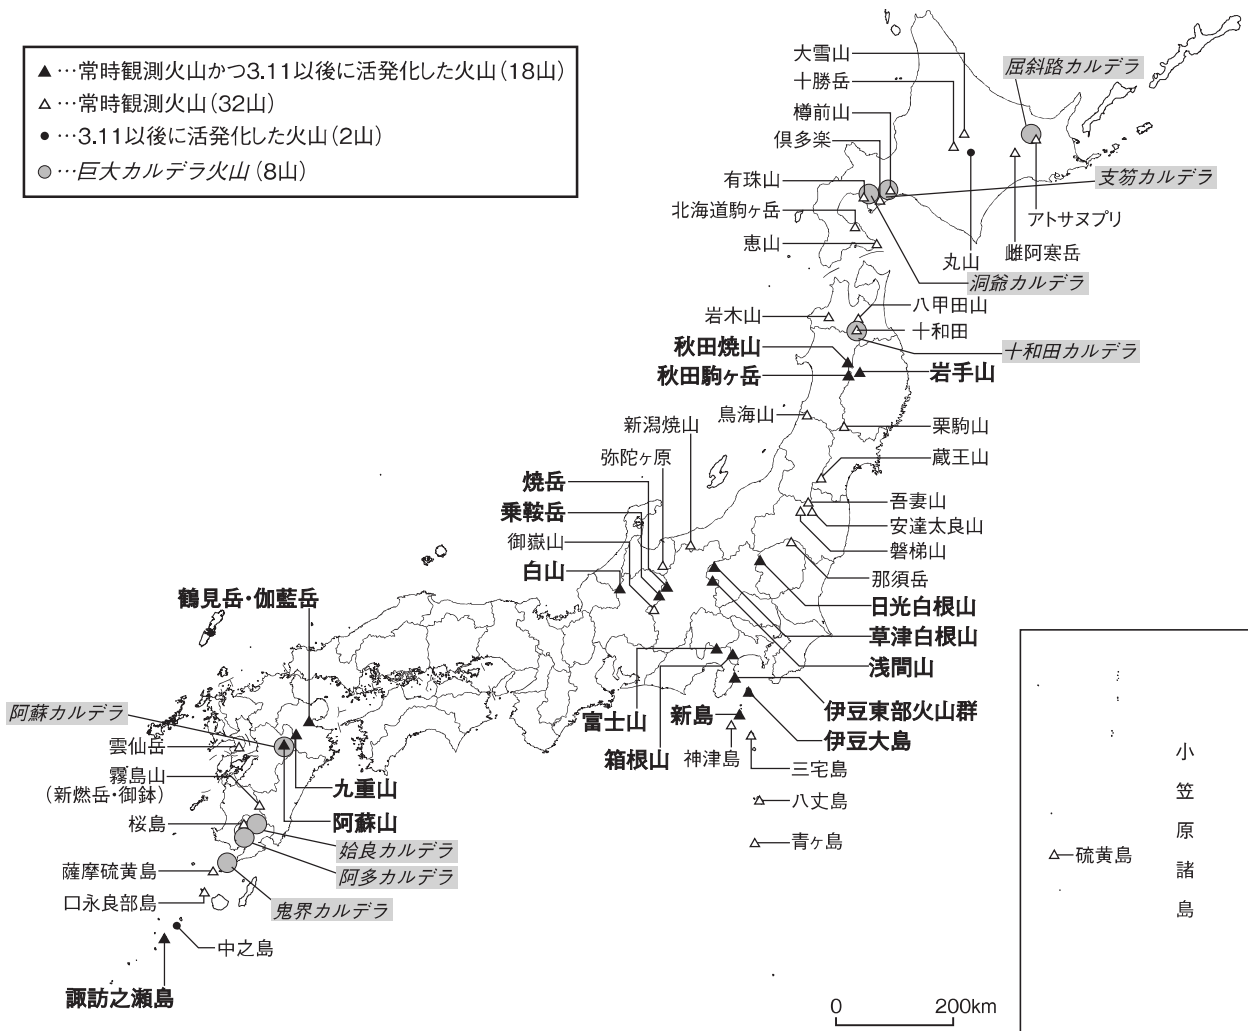 ▲…常時観測火山かつ3.11以後に活発化した火山(18山)
△…常時観測火山(32山)
●…3.11以後に活発化した火山(2山)
…巨大カルデラ火山(8山)
大雪山
十勝岳
樽前山
倶多楽
有珠山
北海道駒ヶ岳
恵山
屈斜路カルデラ
支笏カルデラ
アトサヌプリ
雌阿寒岳
丸山
洞爺カルデラ
岩木山
八甲田山
十和田
十和田カルデラ
秋田焼山
秋田駒ヶ岳
岩手山
鳥海山
栗駒山
新潟焼山
弥陀ヶ原
蔵王山
焼岳
乗鞍岳
御嶽山
白山
吾妻山
安達太良山
磐梯山
那須岳
日光白根山
草津白根山
浅間山
伊豆東部火山群
伊豆大島
富士山
箱根山
新島
神津島
三宅島
八丈島
青ヶ島
鶴見岳・伽藍岳
阿蘇カルデラ
雲仙岳
霧島山
(新燃岳・御鉢)
桜島
九重山
阿蘇山
姶良カルデラ
阿多カルデラ
鬼界カルデラ
薩摩硫黄島
口永良部島
中之島
諏訪之瀬島
硫黄島
小笠原諸島
0 200km